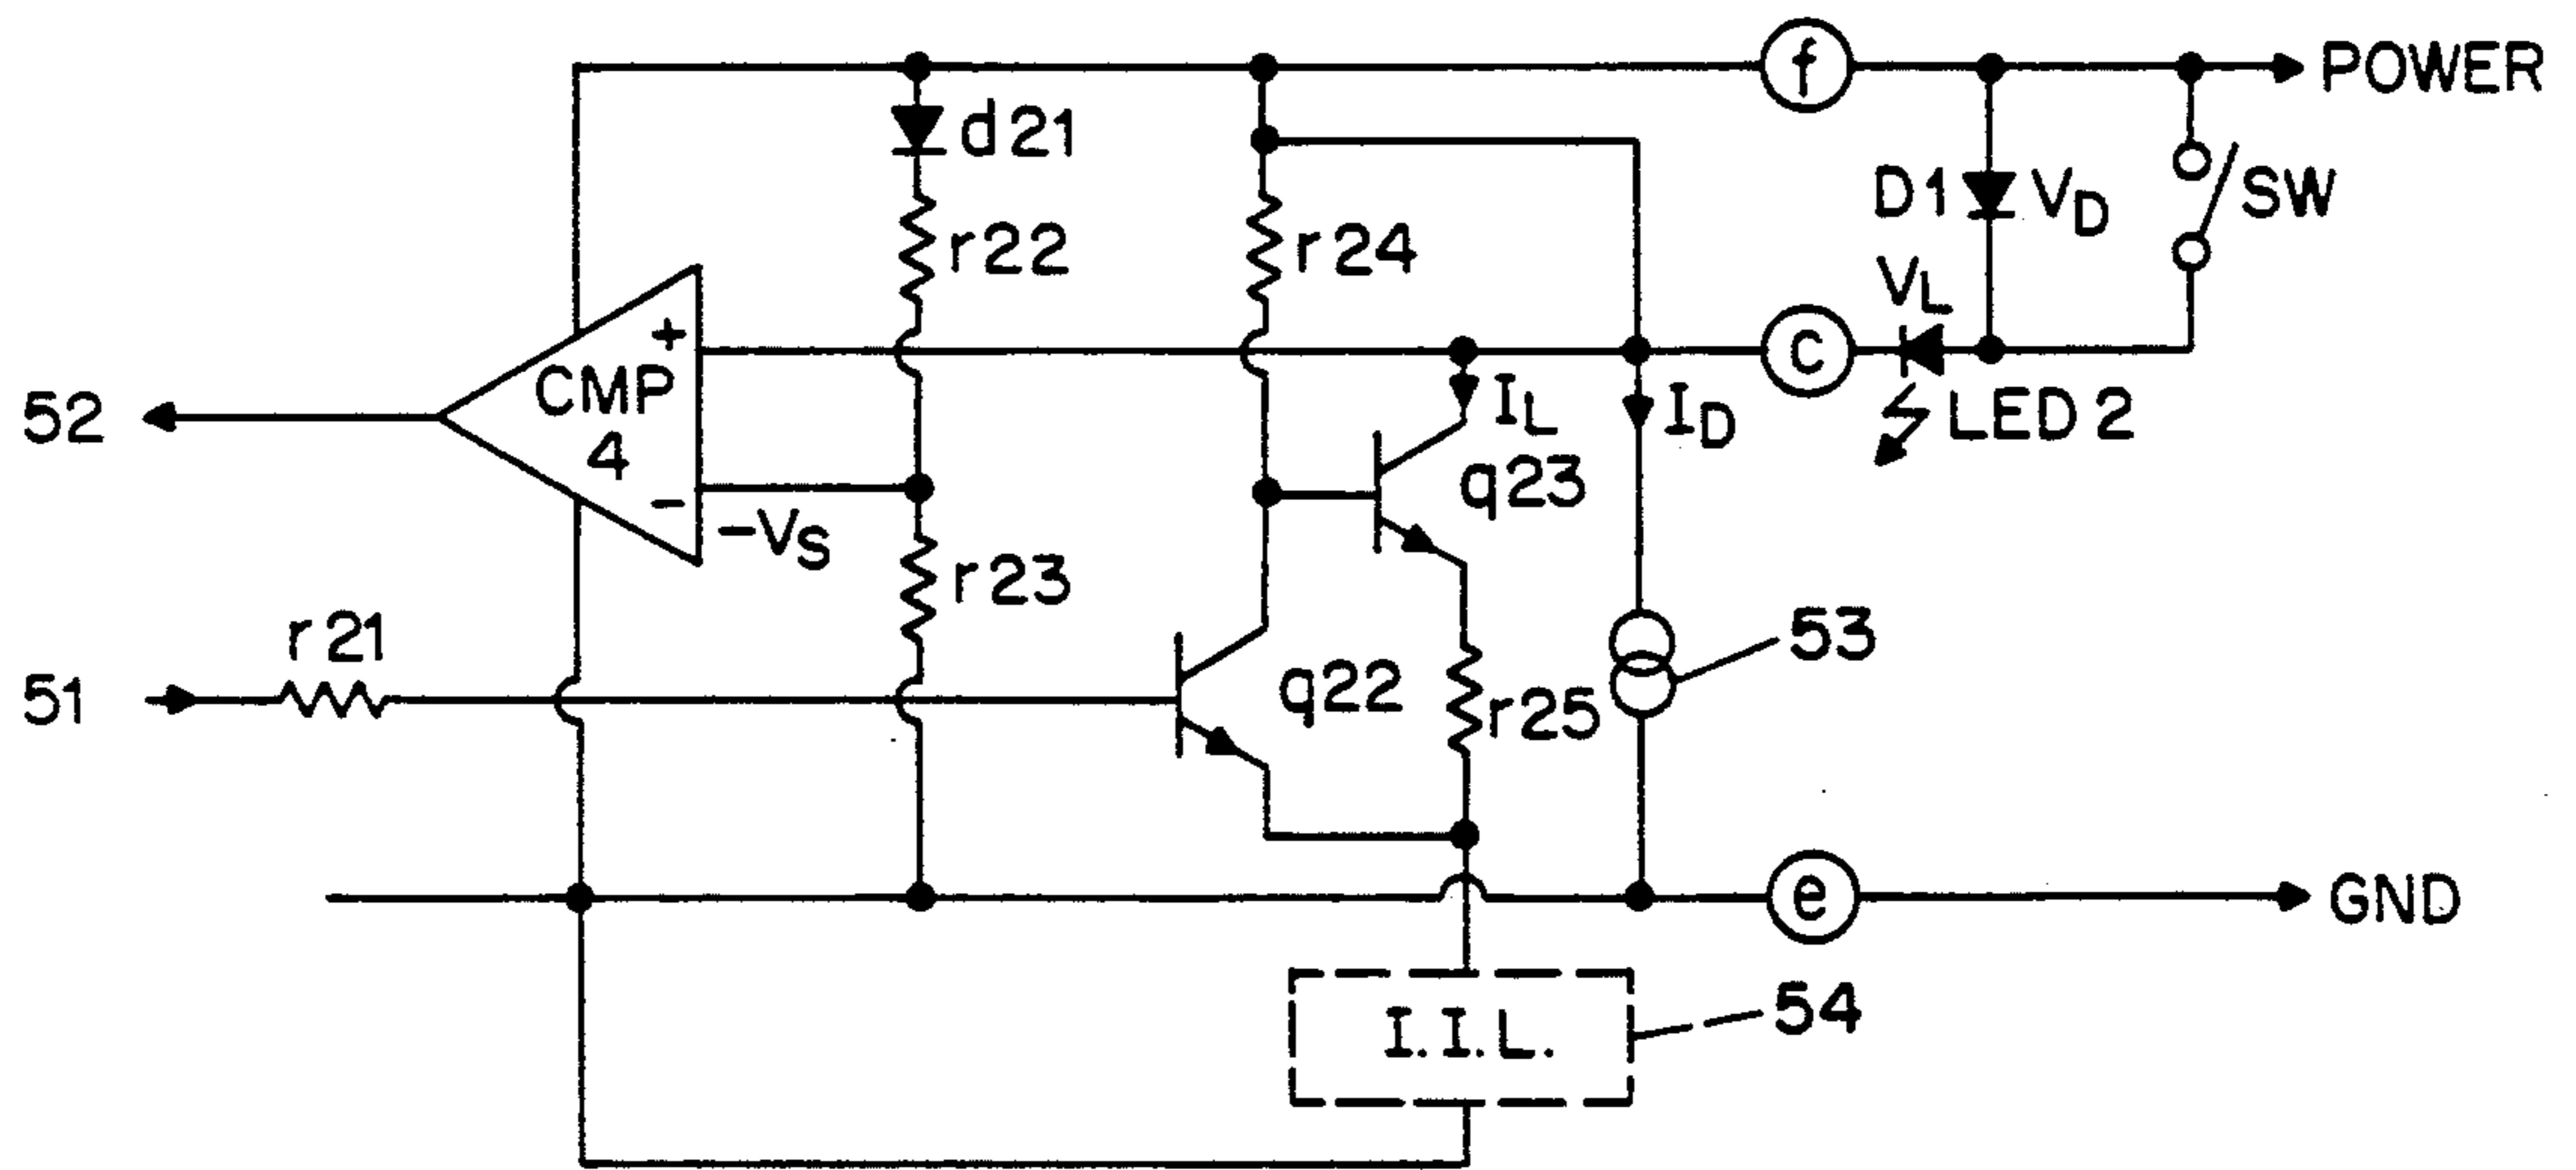 f
POWER
d21
D1
VD
SW
r22
r24
VL
+
c
CMP
4
52
IL
ID
LED 2
q23
−
−VS
r23
r21
53
51
q22
r25
e
GND
I.I.L.
54